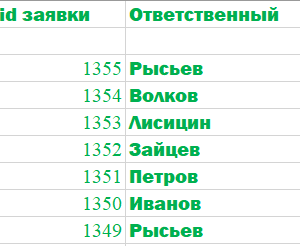 id заявки Ответственный
1355 Рысьев
1354 Волков
1353 Лисицин
1352 Зайцев
1351 Петров
1350 Иванов
1349 Рысьев